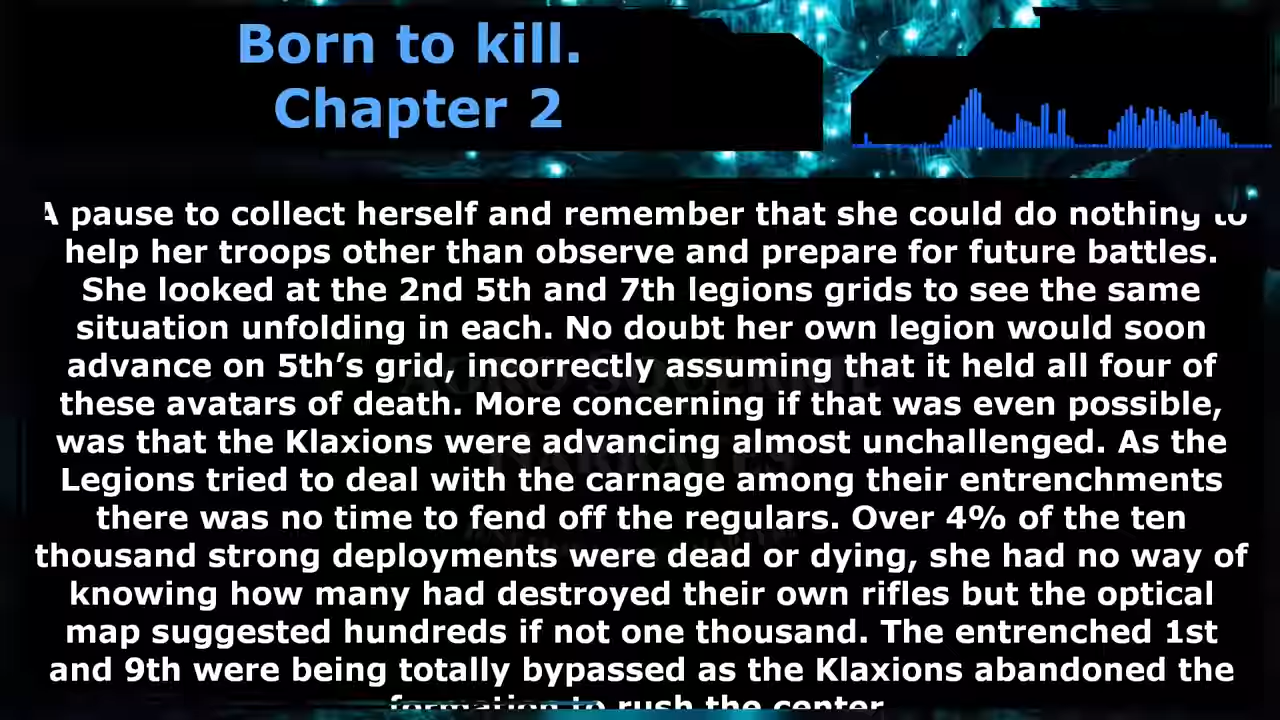 Born to kill.
Chapter 2
A pause to collect herself and remember that she could do nothing to
help her troops other than observe and prepare for future battles.
She looked at the 2nd 5th and 7th legions grids to see the same
situation unfolding in each. No doubt her own legion would soon
advance on 5th’s grid, incorrectly assuming that it held all four of
these avatars of death. More concerning if that was even possible,
was that the Klaxions were advancing almost unchallenged. As the
Legions tried to deal with the carnage among their entrenchments
there was no time to fend off the regulars. Over 4% of the ten
thousand strong deployments were dead or dying, she had no way of
knowing how many had destroyed their own rifles but the optical
map suggested hundreds if not one thousand. The entrenched 1st
and 9th were being totally bypassed as the Klaxions abandoned the
formation to rush the center